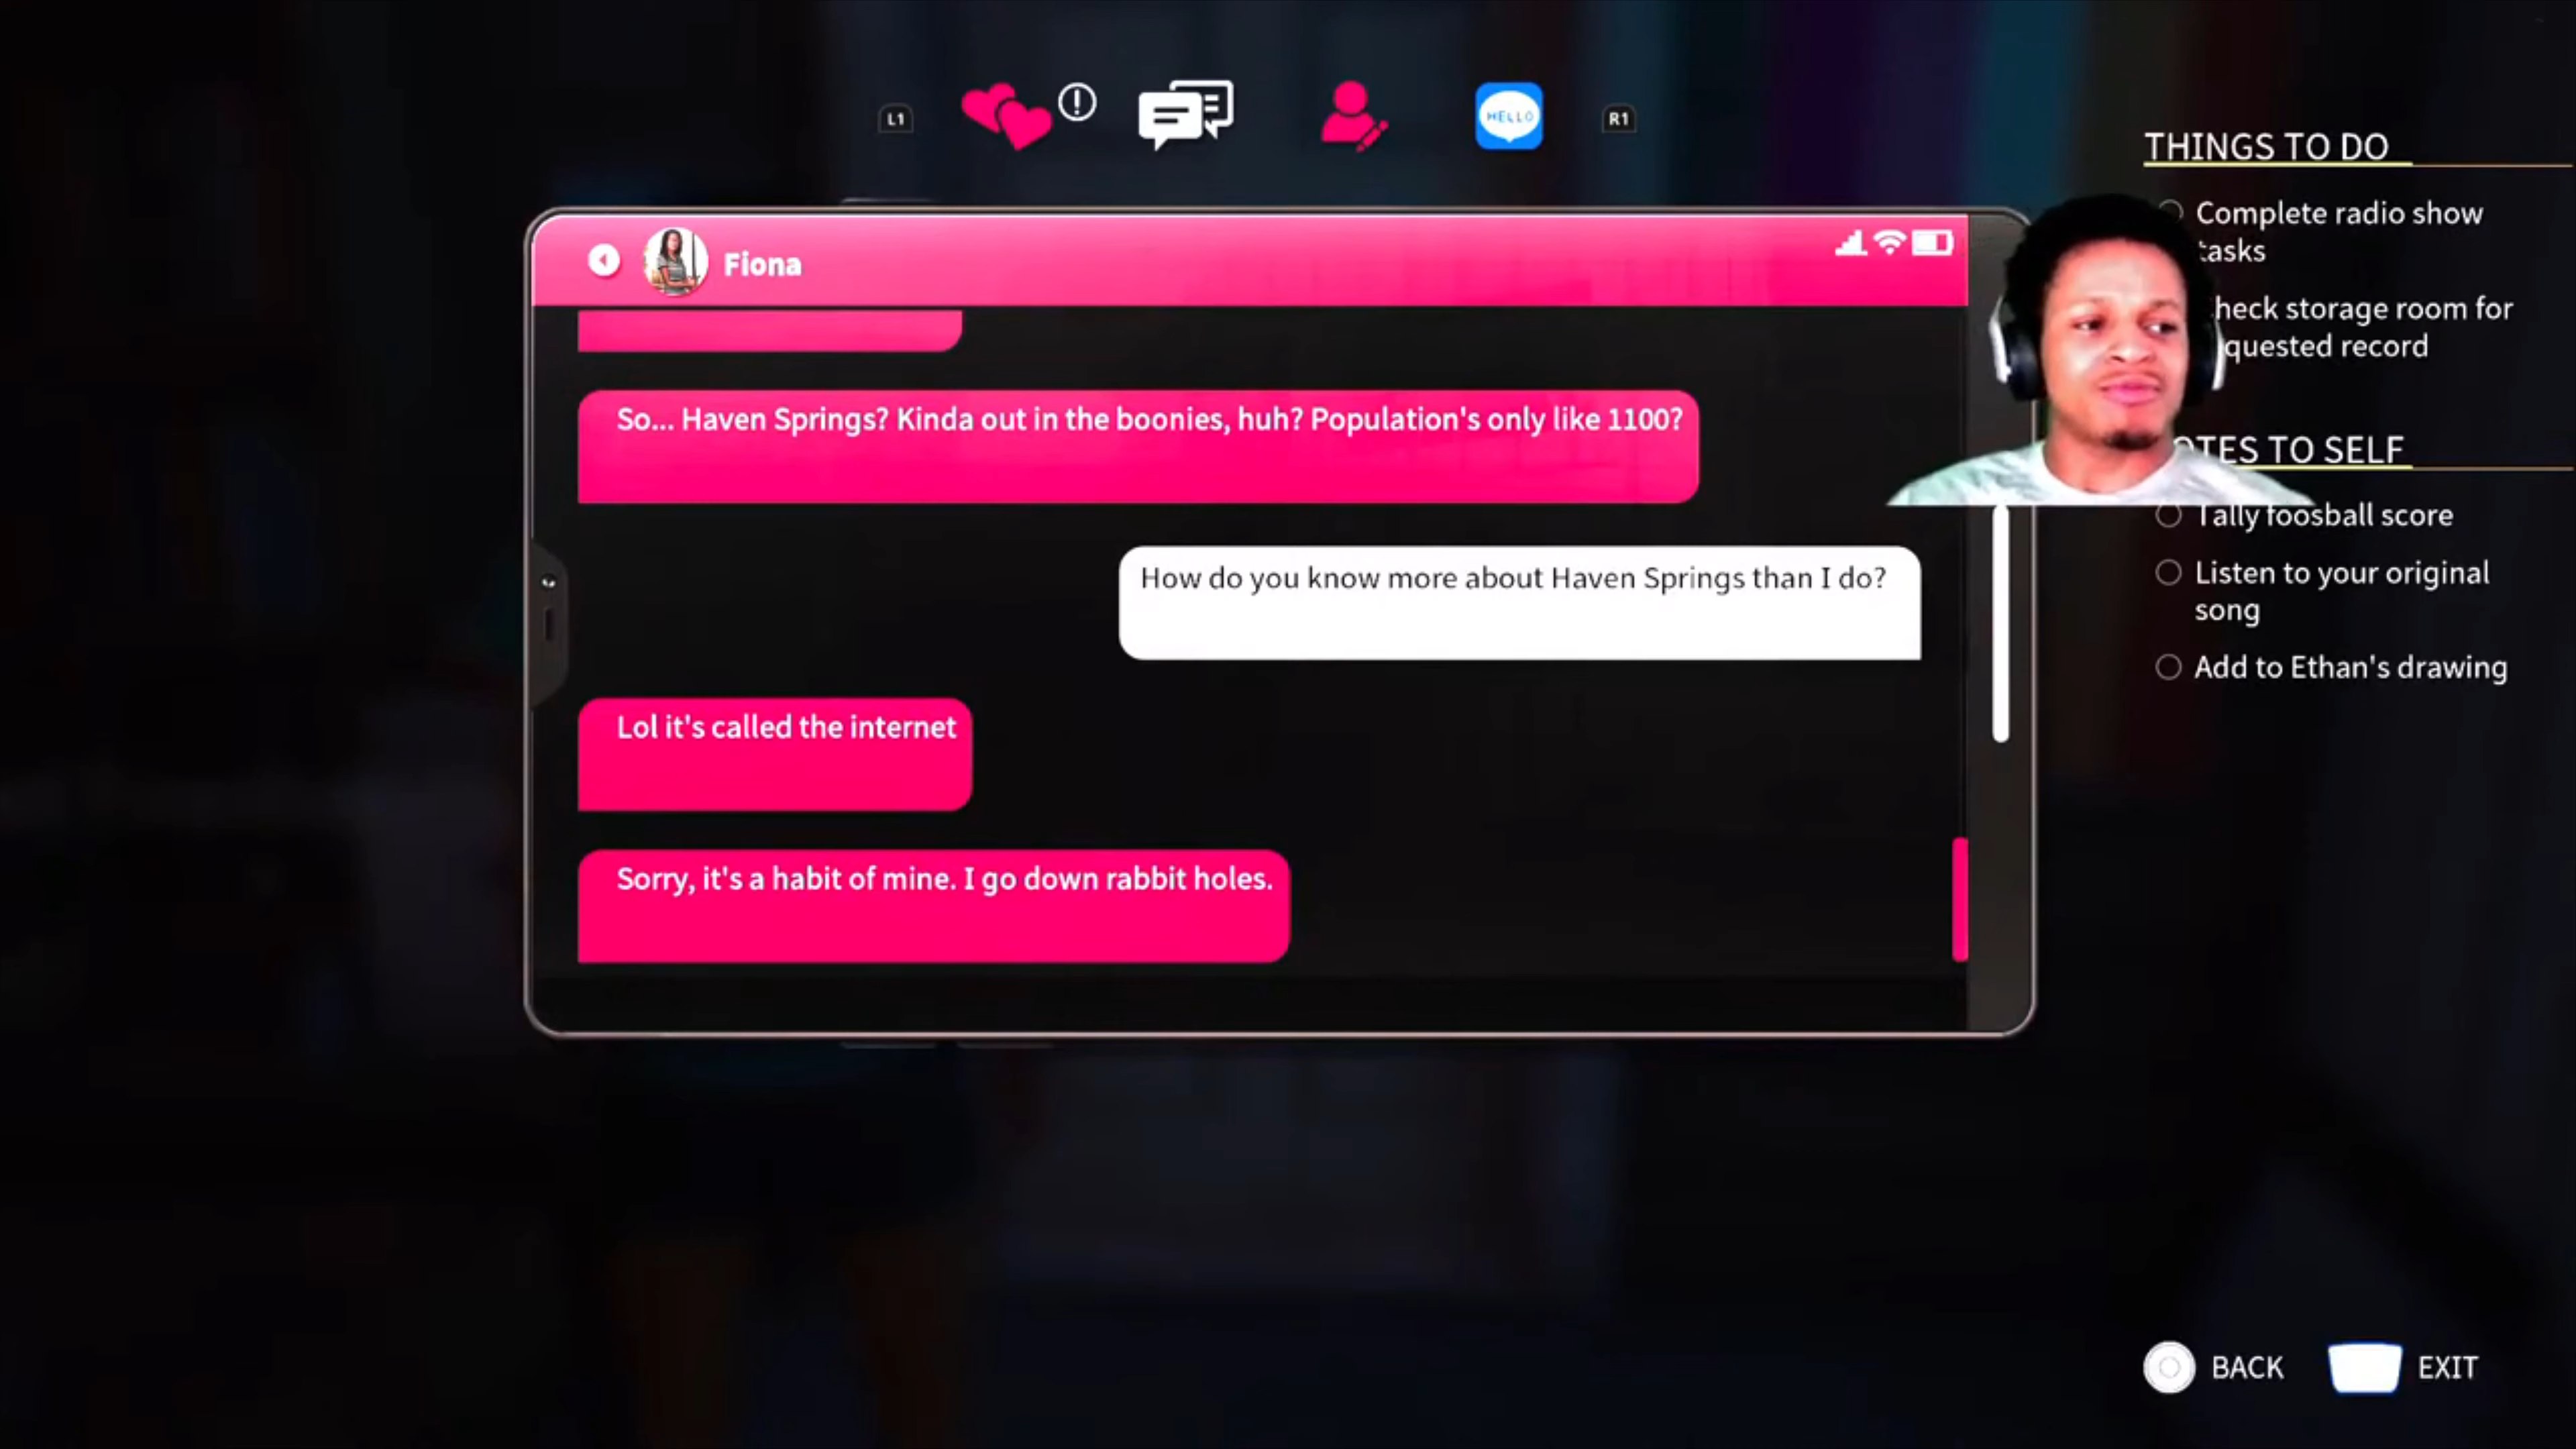 L1
HELLO
R1
THINGS TO DO
Complete radio show
tasks
heck storage room for
quested record
Fiona
So... Haven Springs? Kinda out in the boonies, huh? Population's only like 1100?
How do you know more about Haven Springs than I do?
Lol it's called the internet
Sorry, it's a habit of mine. I go down rabbit holes.
OTES TO SELF
Tally foosball score
Listen to your original
song
Add to Ethan's drawing
BACK
EXIT